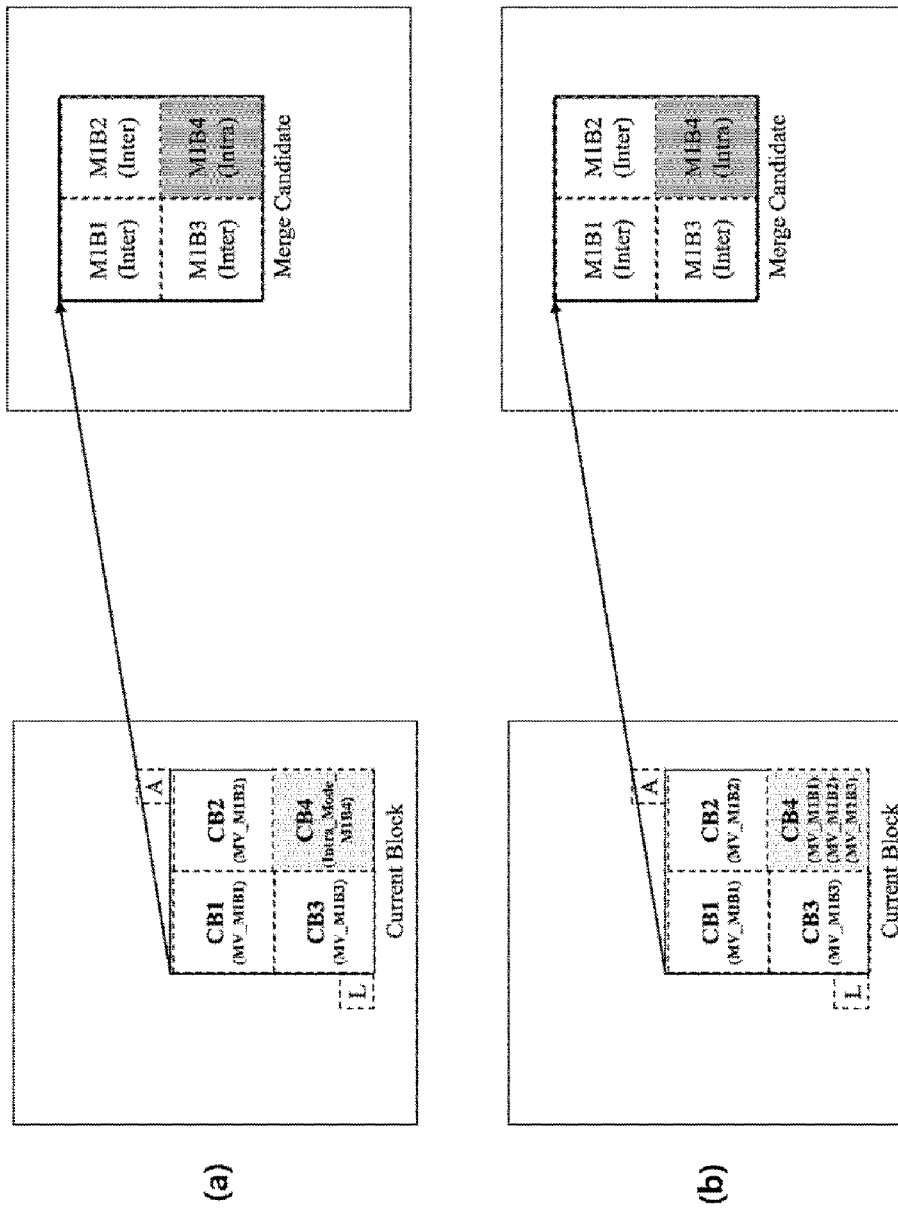 (a)
A
CB1
(MV_M1B1)
CB2
(MV_M1B2)
CB3
(MV_M1B3)
CB4
(Intra_Mode_
M1B4)
L
Current Block
M1B1
(Inter)
M1B2
(Inter)
M1B3
(Inter)
M1B4
(Intra)
Merge Candidate
(b)
A
CB1
(MV_M1B1)
CB2
(MV_M1B2)
CB3
(MV_M1B3)
CB4
(MV_M1B1)
(MV_M1B2)
(MV_M1B3)
L
Current Block
M1B1
(Inter)
M1B2
(Inter)
M1B3
(Inter)
M1B4
(Intra)
Merge Candidate